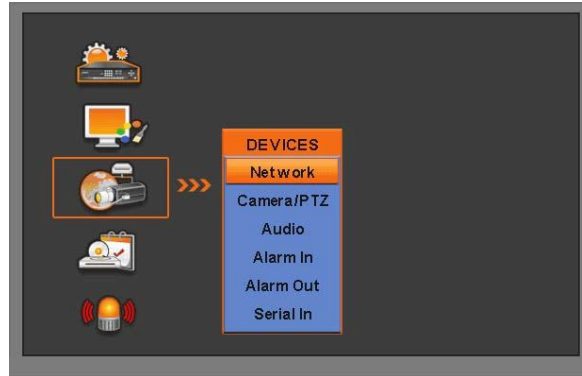 DEVICES
Network
Camera/PTZ
Audio
Alarm In
Alarm Out
Serial In